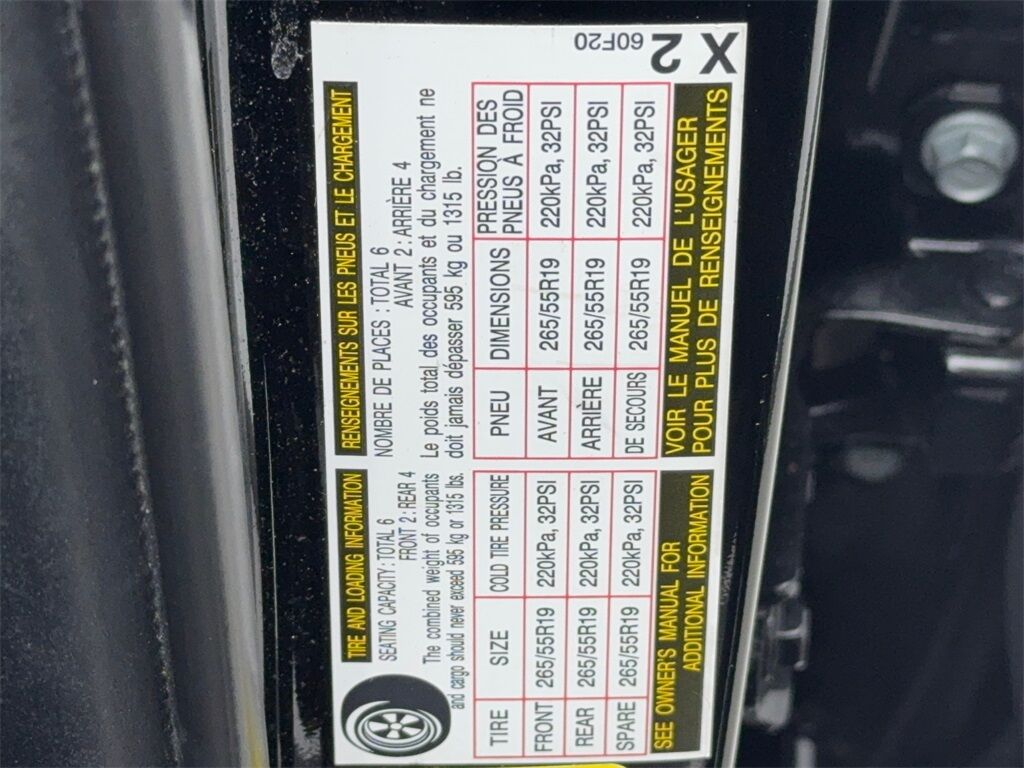 TIRE AND LOADING INFORMATION
SEATING CAPACITY: TOTAL 6
FRONT 2: REAR 4
The combined weight of occupants
and cargo should never exceed 595 kg or 1315 lbs.
TIRE SIZE COLD TIRE PRESSURE
FRONT 265/55R19 220kPa, 32PSI
REAR 265/55R19 220kPa, 32PSI
SPARE 265/55R19 220kPa, 32PSI
SEE OWNER'S MANUAL FOR
ADDITIONAL INFORMATION
RENSEIGNEMENTS SUR LES PNEUS ET LE CHARGEMENT
NOMBRE DE PLACES : TOTAL 6
AVANT 2 : ARRIÈRE 4
Le poids total des occupants et du chargement ne
doit jamais dépasser 595 kg ou 1315 lb.
PNEU DIMENSIONS PRESSION DES
PNEUS À FROID
AVANT 265/55R19 220kPa, 32PSI
ARRIÈRE 265/55R19 220kPa, 32PSI
DE SECOURS 265/55R19 220kPa, 32PSI
VOIR LE MANUEL DE L'USAGER
POUR PLUS DE RENSEIGNEMENTS
X2 60F20